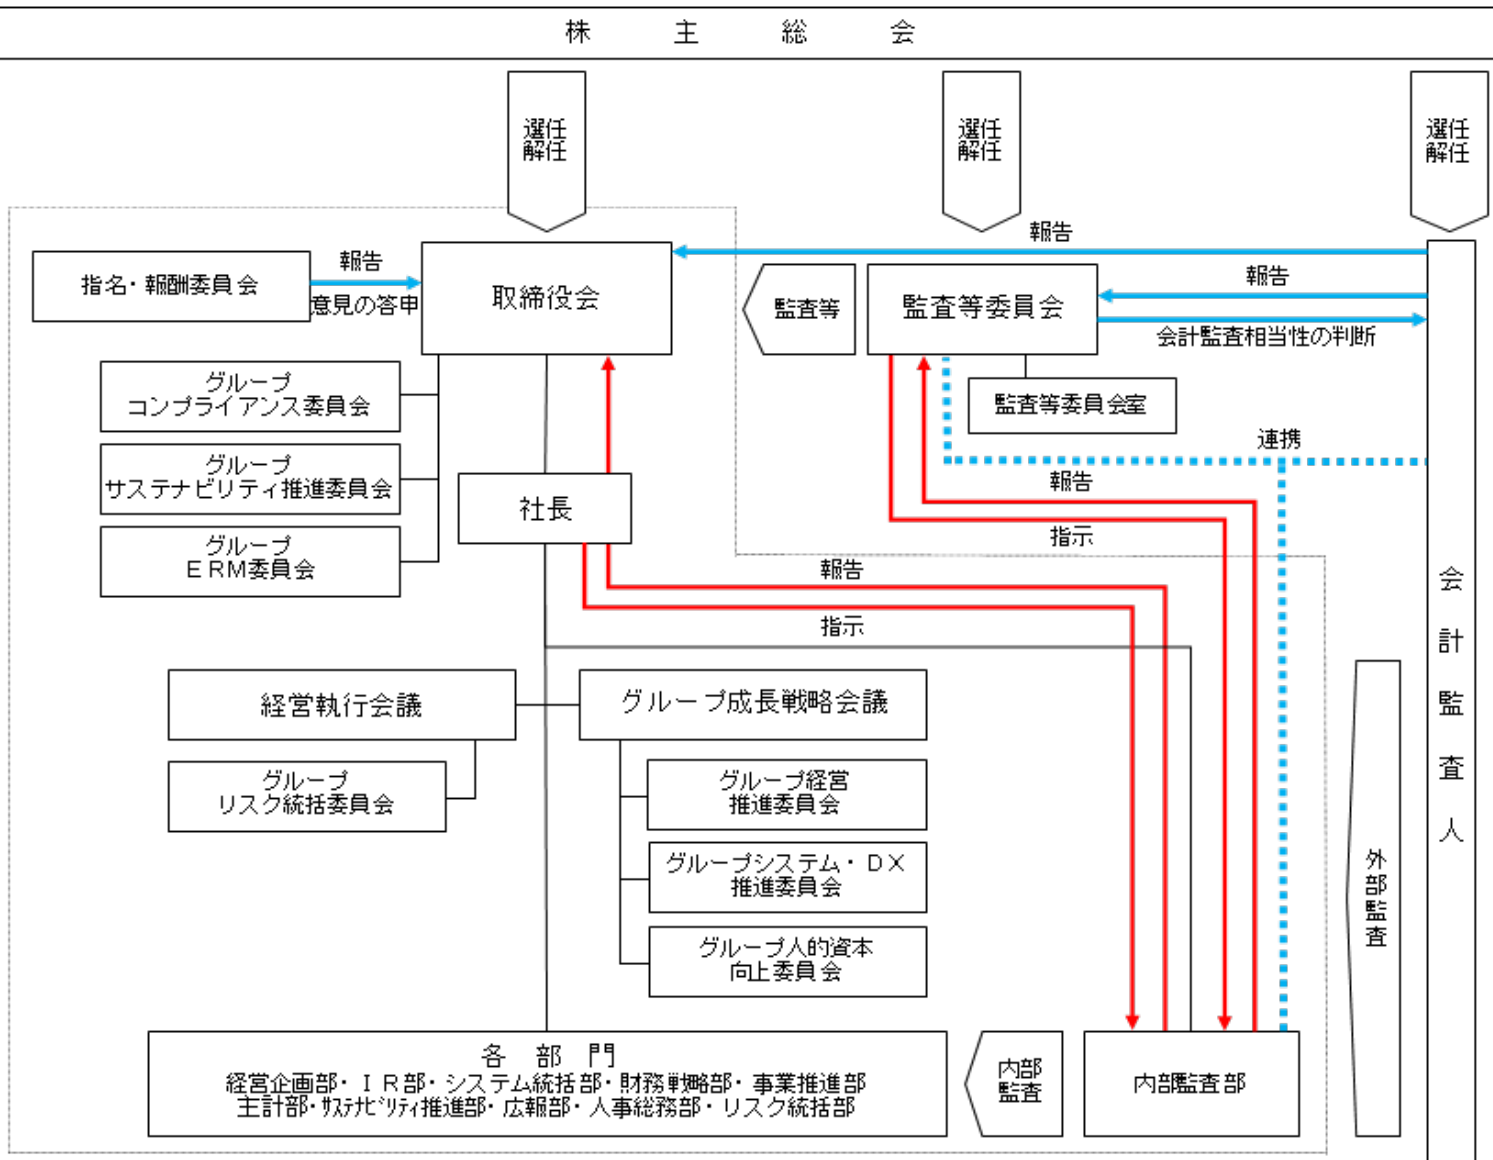 株主総会
選任
解任
選任
解任
選任
解任
指名・報酬委員会
報告
意見の答申
取締役会
監査等
監査等委員会
報告
報告
会計監査相当性の判断
監査等委員会室
連携
グループ
コンプライアンス委員会
グループ
サステナビリティ推進委員会
グループ
ERM委員会
社長
報告
指示
報告
指示
会計監査人
経営執行会議
グループ成長戦略会議
グループ
リスク統括委員会
グループ経営
推進委員会
グループシステム・DX
推進委員会
グループ人的資本
向上委員会
外部監査
各部門
経営企画部・IR部・システム統括部・財務戦略部・事業推進部
主計部・ｻｽﾃﾅﾋﾞﾘﾃｨ推進部・広報部・人事総務部・リスク統括部
内部
監査
内部監査部